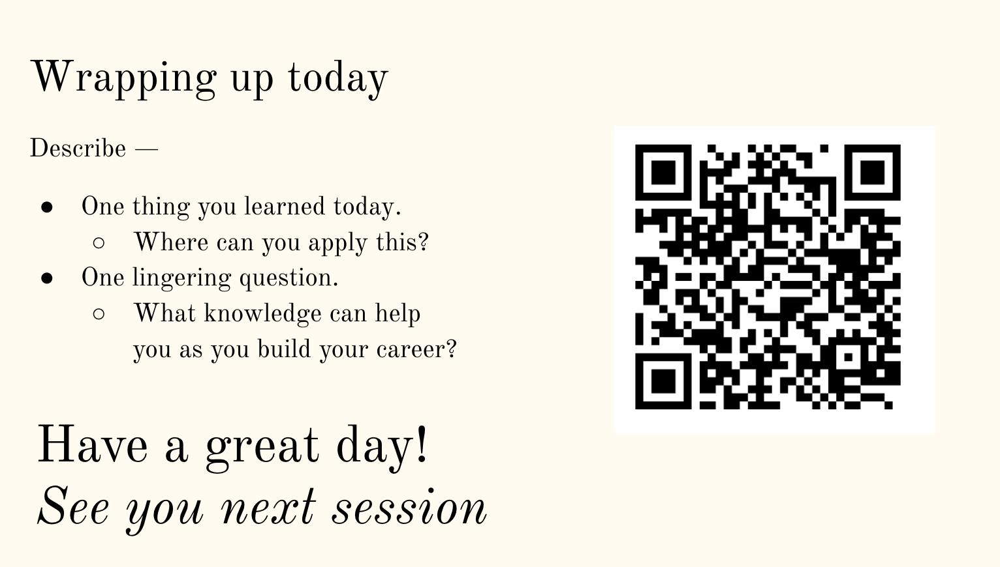 Wrapping up today
Describe —
● One thing you learned today.
○ Where can you apply this?
● One lingering question.
○ What knowledge can help
you as you build your career?
Have a great day!
See you next session